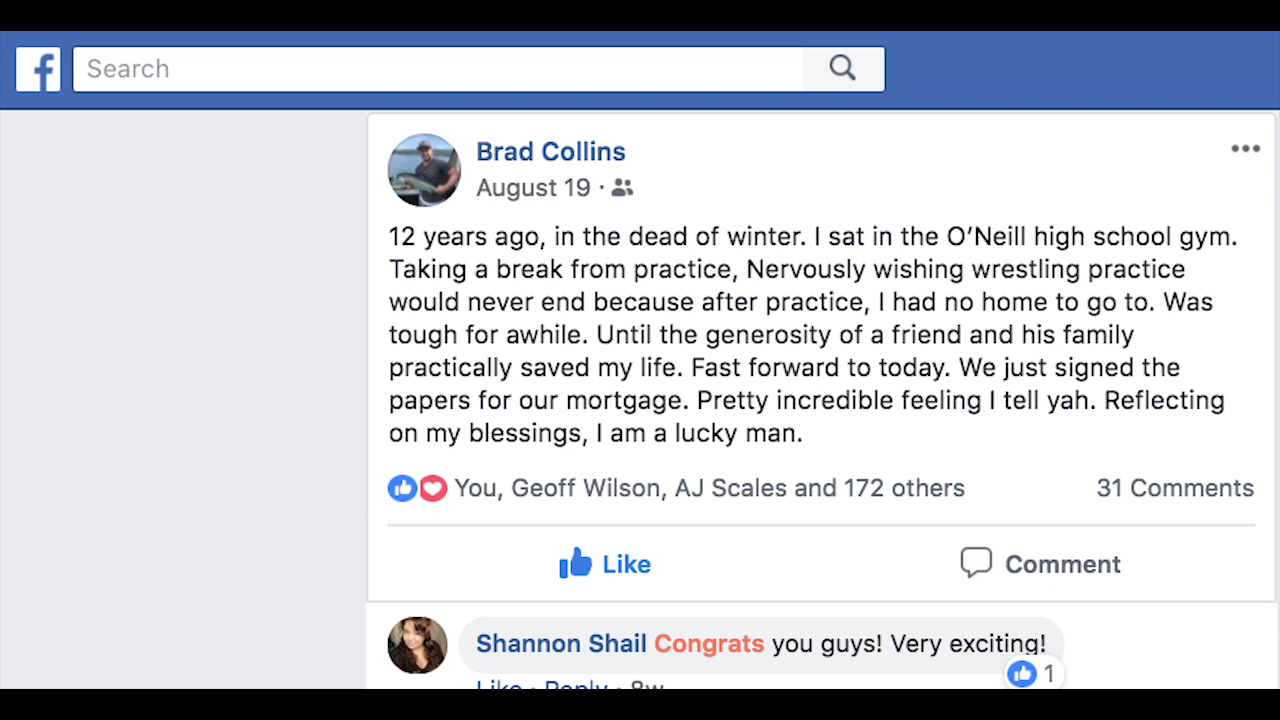 f Search
Brad Collins
August 19 ·
12 years ago, in the dead of winter. I sat in the O’Neill high school gym.
Taking a break from practice, Nervously wishing wrestling practice
would never end because after practice, I had no home to go to. Was
tough for awhile. Until the generosity of a friend and his family
practically saved my life. Fast forward to today. We just signed the
papers for our mortgage. Pretty incredible feeling I tell yah. Reflecting
on my blessings, I am a lucky man.
You, Geoff Wilson, AJ Scales and 172 others 31 Comments
Like Comment
Shannon Shail Congrats you guys! Very exciting!
1
Like · Reply · 8w